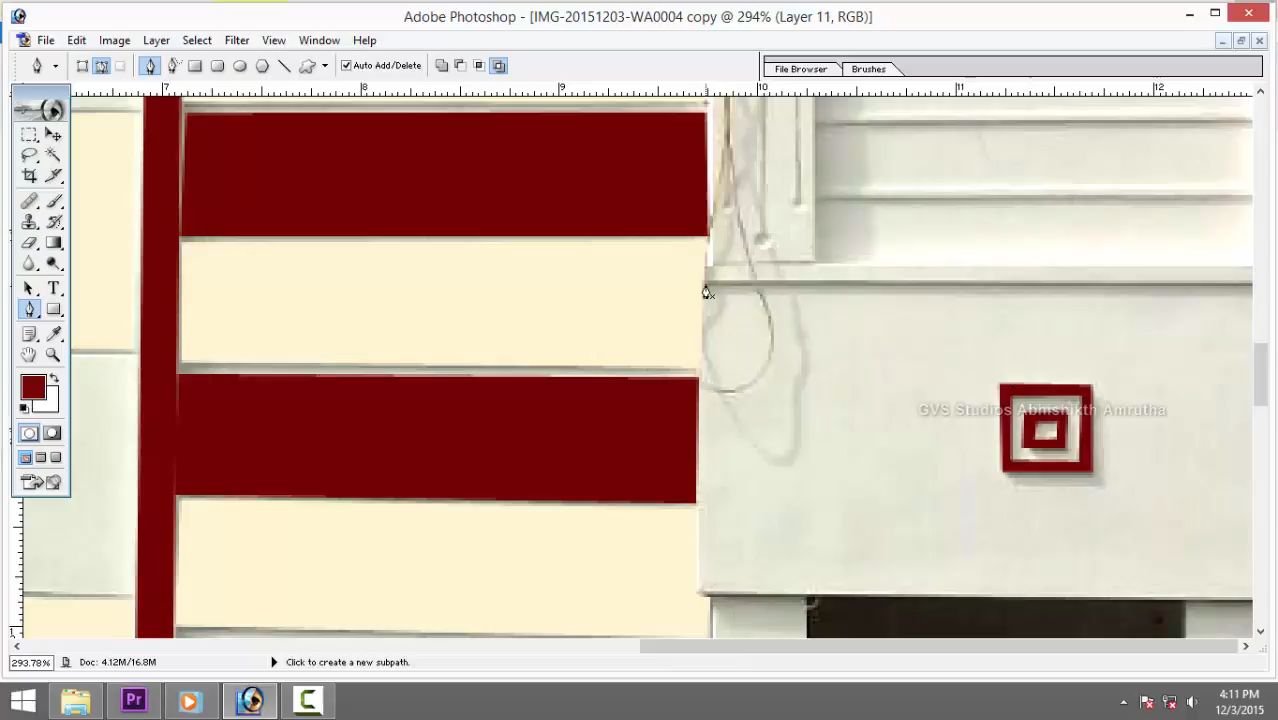 Adobe Photoshop - [IMG-20151203-WA0004 copy @ 294% (Layer 11, RGB)]
File Edit Image Layer Select Filter View Window Help
Auto Add/Delete File Browser Brushes
7 8 9 10 11 12
T
GVS Studios Abhishikth Amrutha
293.78% Doc: 4.12M/16.8M Click to create a new subpath.
Pr C 4:11 PM
12/3/2015